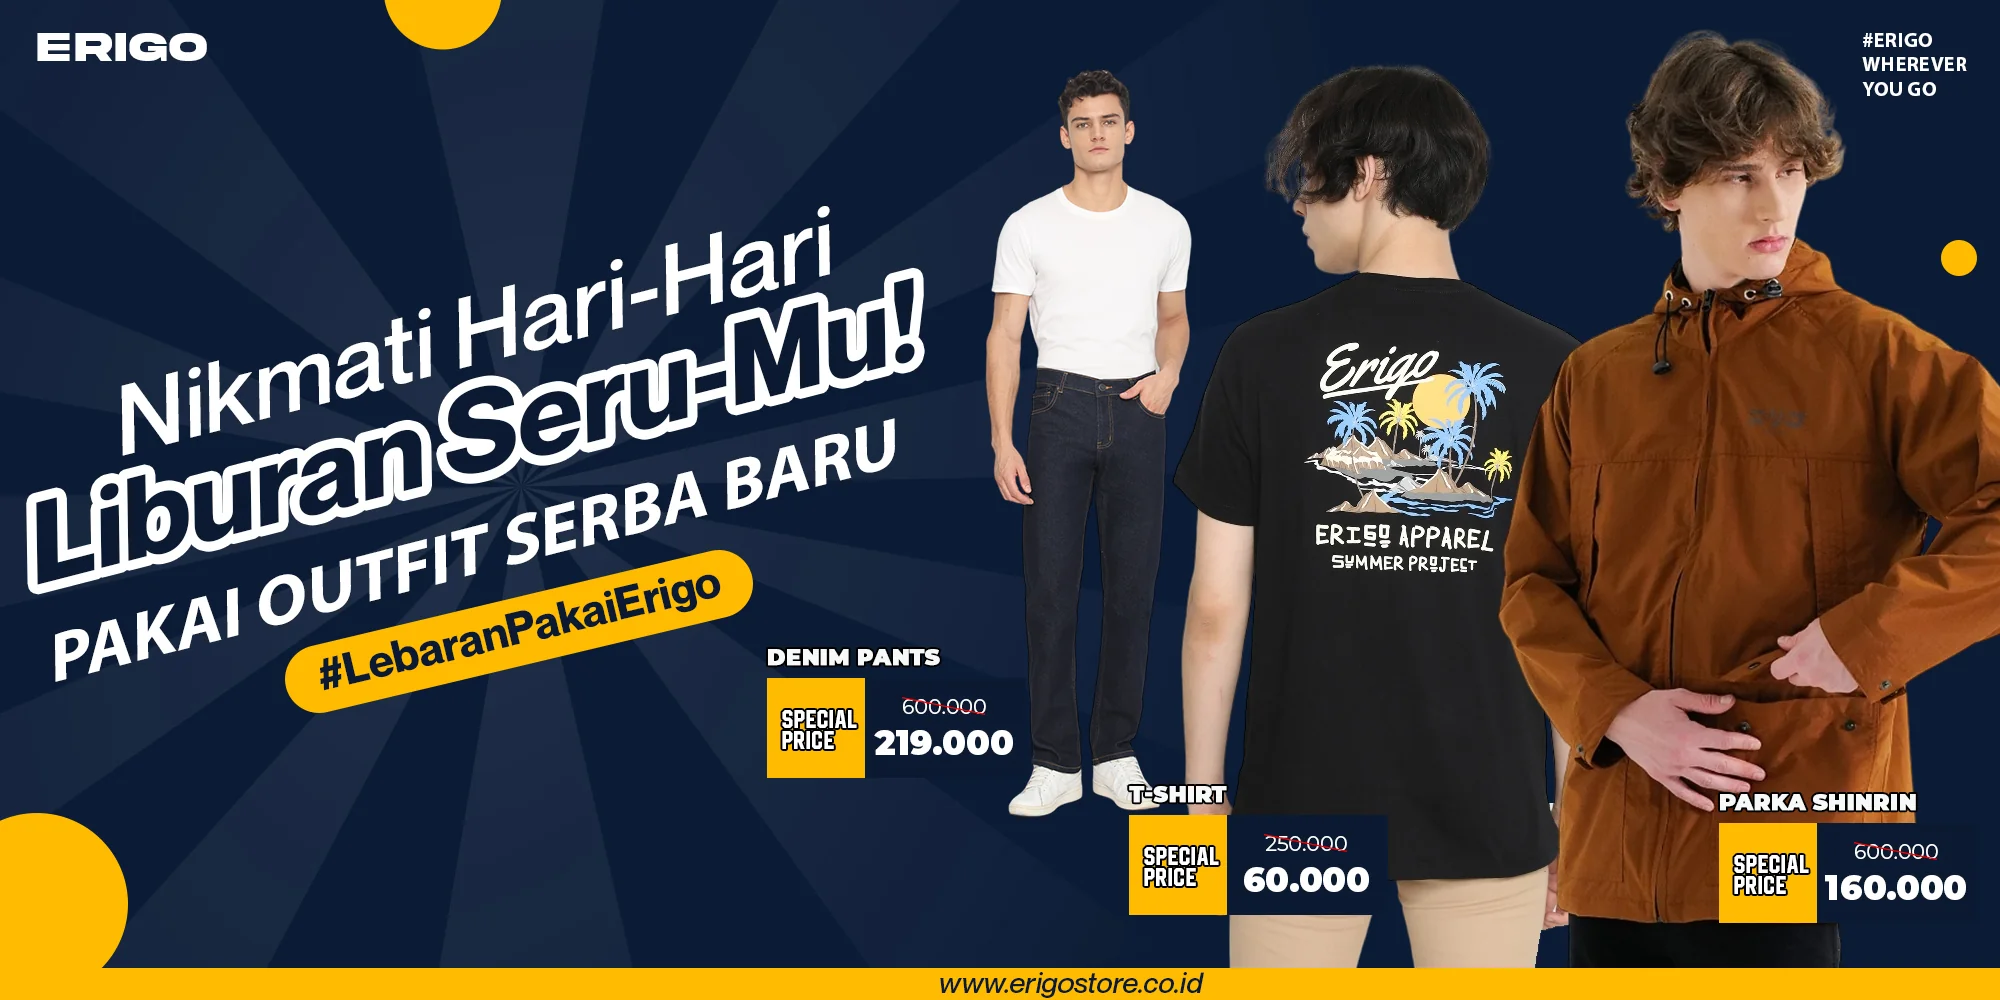 ERIGO
#ERIGO
WHEREVER
YOU GO
Nikmati Hari-Hari
Liburan Seru-Mu!
PAKAI OUTFIT SERBA BARU
#LebaranPakaiErigo
Erigo
ERIGO APPAREL
SUMMER PROJECT
DENIM PANTS
SPECIAL
PRICE
600.000
219.000
T-SHIRT
SPECIAL
PRICE
250.000
60.000
PARKA SHINRIN
SPECIAL
PRICE
600.000
160.000
www.erigostore.co.id